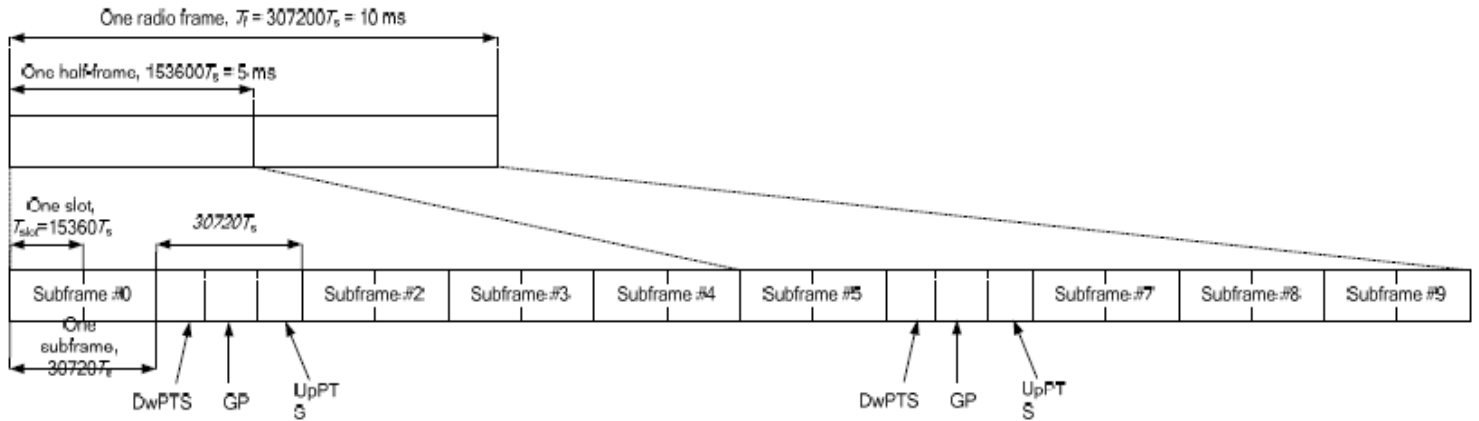 One radio frame, Tf = 307200Ts = 10 ms
One half-frame, 153600Ts = 5 ms
One slot,
Tslot=15360Ts
30720Ts
Subframe #0
Subframe #2
Subframe #3
Subframe #4
Subframe #5
Subframe #7
Subframe #8
Subframe #9
One
subframe,
30720Ts
DwPTS
GP
UpPT
S
DwPTS
GP
UpPT
S